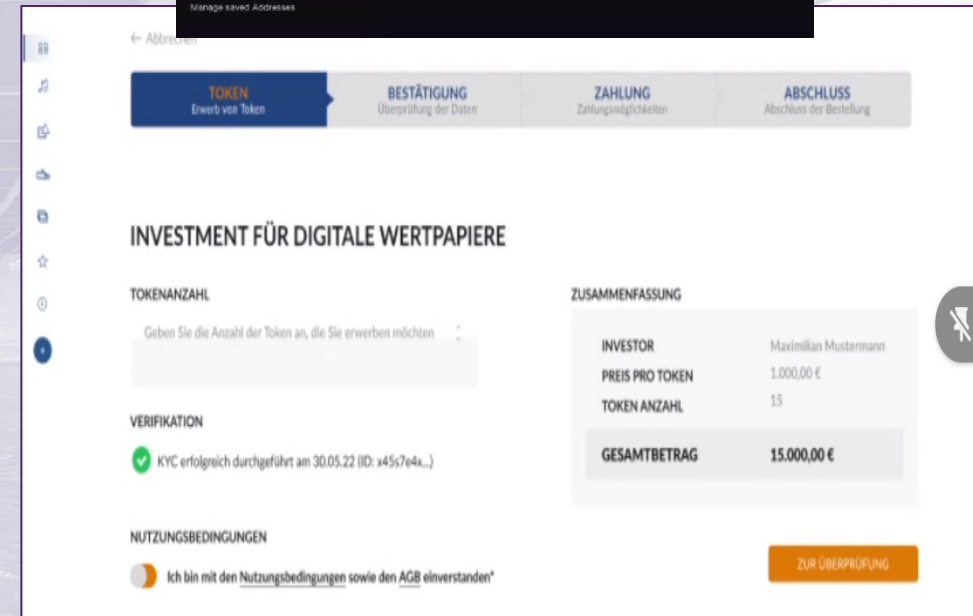 Manage saved Addresses
← Abbrechen
TOKEN
Erwerb von Token
BESTÄTIGUNG
Überprüfung der Daten
ZAHLUNG
Zahlungsmöglichkeiten
ABSCHLUSS
Abschluss der Bestellung
INVESTMENT FÜR DIGITALE WERTPAPIERE
TOKENANZAHL
Geben Sie die Anzahl der Token an, die Sie erwerben möchten
VERIFIKATION
KYC erfolgreich durchgeführt am 30.05.22 (ID: x45s7e4x...)
NUTZUNGSBEDINGUNGEN
Ich bin mit den Nutzungsbedingungen sowie den AGB einverstanden*
ZUSAMMENFASSUNG
INVESTOR Maximilian Mustermann
PREIS PRO TOKEN 1.000,00 €
TOKEN ANZAHL 15
GESAMTBETRAG 15.000,00 €
ZUR ÜBERPRÜFUNG